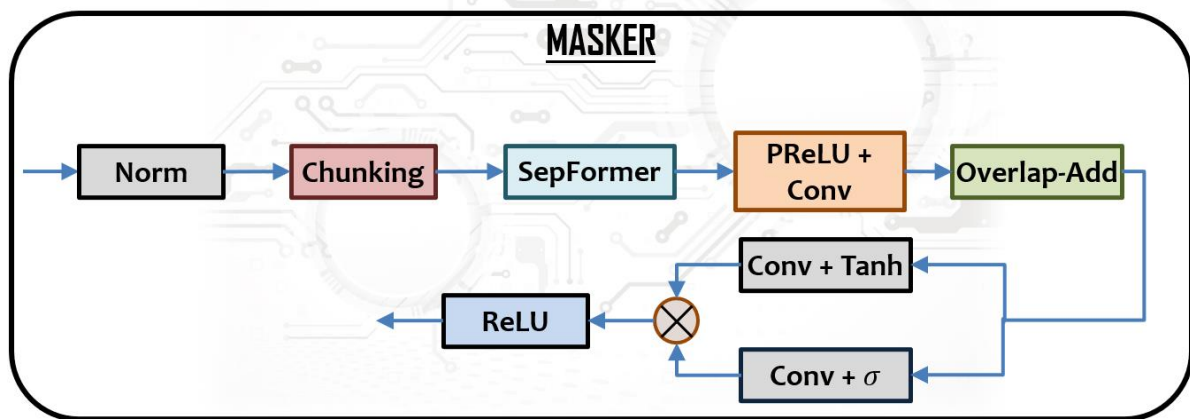 MASKER
Norm
Chunking
SepFormer
PReLU +
Conv
Overlap-Add
Conv + Tanh
ReLU
Conv + σ